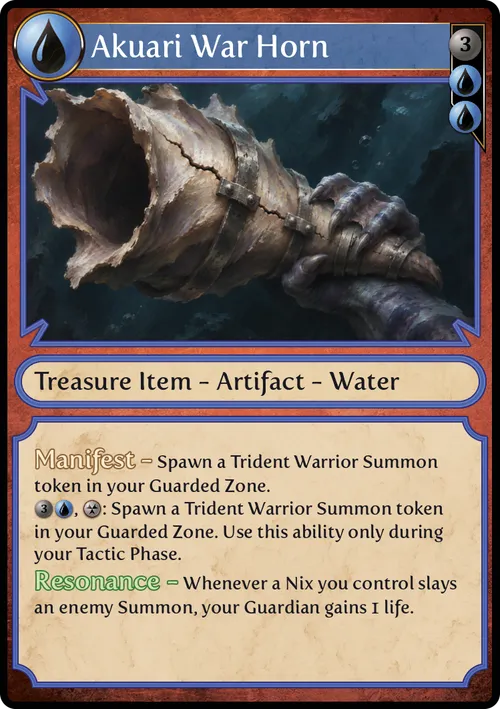 Akuari War Horn
3
Treasure Item - Artifact - Water
Manifest - Spawn a Trident Warrior Summon
token in your Guarded Zone.
3, : Spawn a Trident Warrior Summon token
in your Guarded Zone. Use this ability only during
your Tactic Phase.
Resonance - Whenever a Nix you control slays
an enemy Summon, your Guardian gains 1 life.